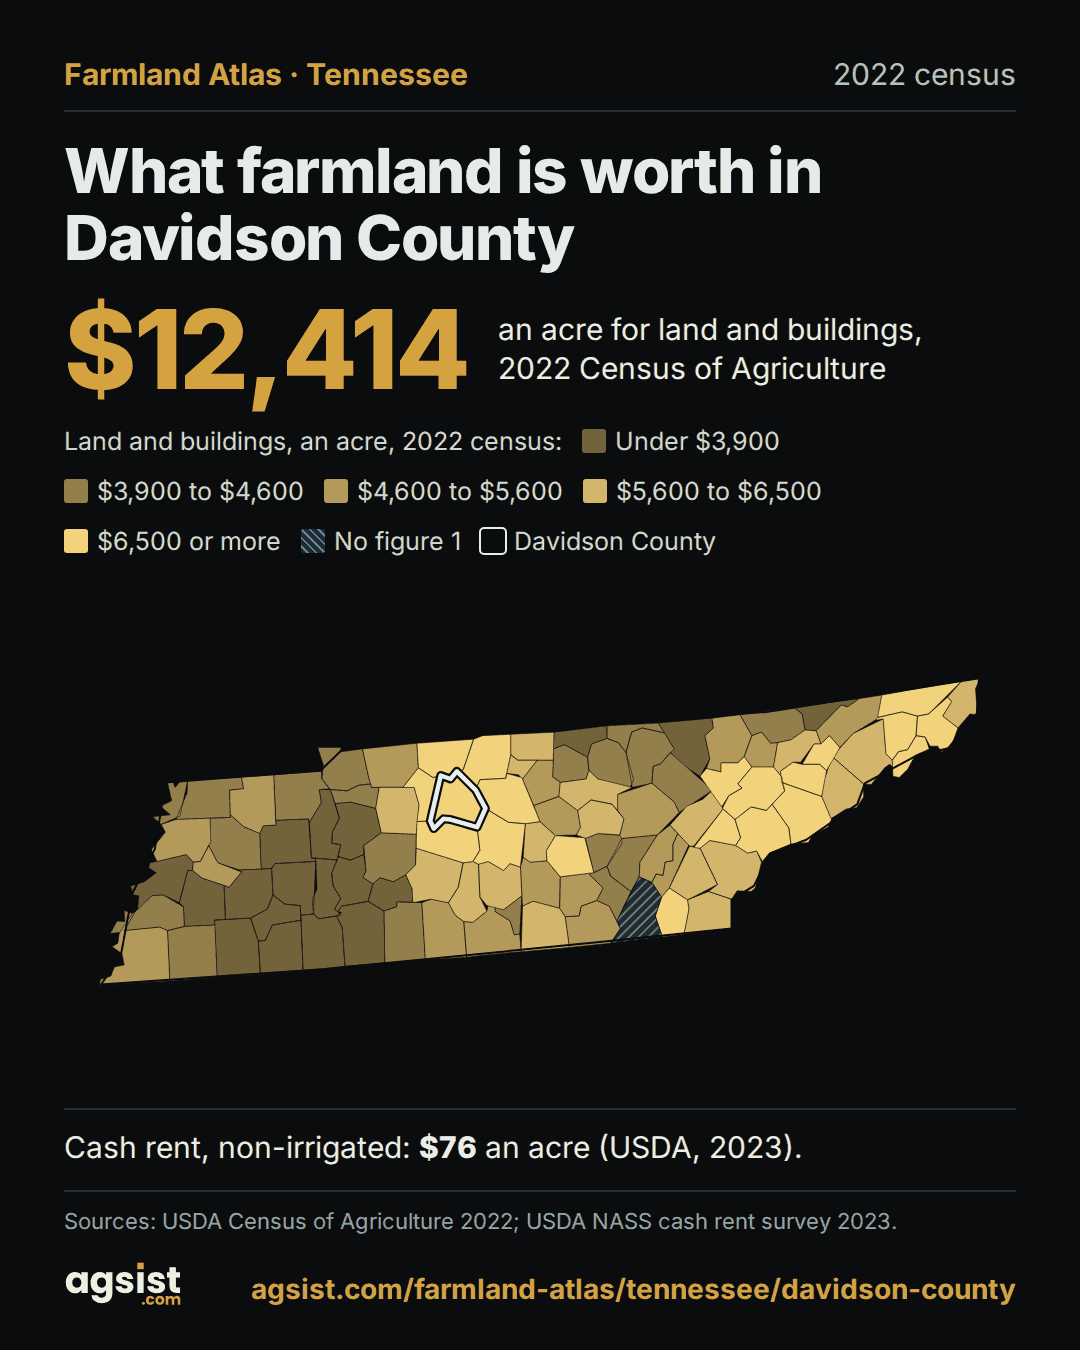 Farmland Atlas · Tennessee
2022 census
What farmland is worth in
Davidson County
$12,414
an acre for land and buildings,
2022 Census of Agriculture
Land and buildings, an acre, 2022 census: Under $3,900
$3,900 to $4,600 $4,600 to $5,600 $5,600 to $6,500
$6,500 or more No figure 1 Davidson County
Cash rent, non-irrigated: $76 an acre (USDA, 2023).
Sources: USDA Census of Agriculture 2022; USDA NASS cash rent survey 2023.
agsist
.com
agsist.com/farmland-atlas/tennessee/davidson-county